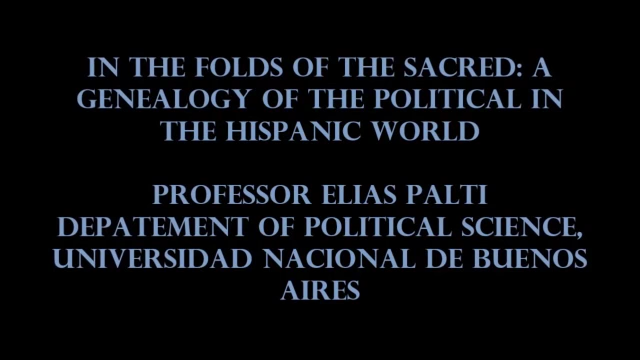 IN THE FOLDS OF THE SACRED: A
GENEALOGY OF THE POLITICAL IN
THE HISPANIC WORLD
PROFESSOR ELIAS PALTI
DEPATEMENT OF POLITICAL SCIENCE,
UNIVERSIDAD NACIONAL DE BUENOS
AIRES